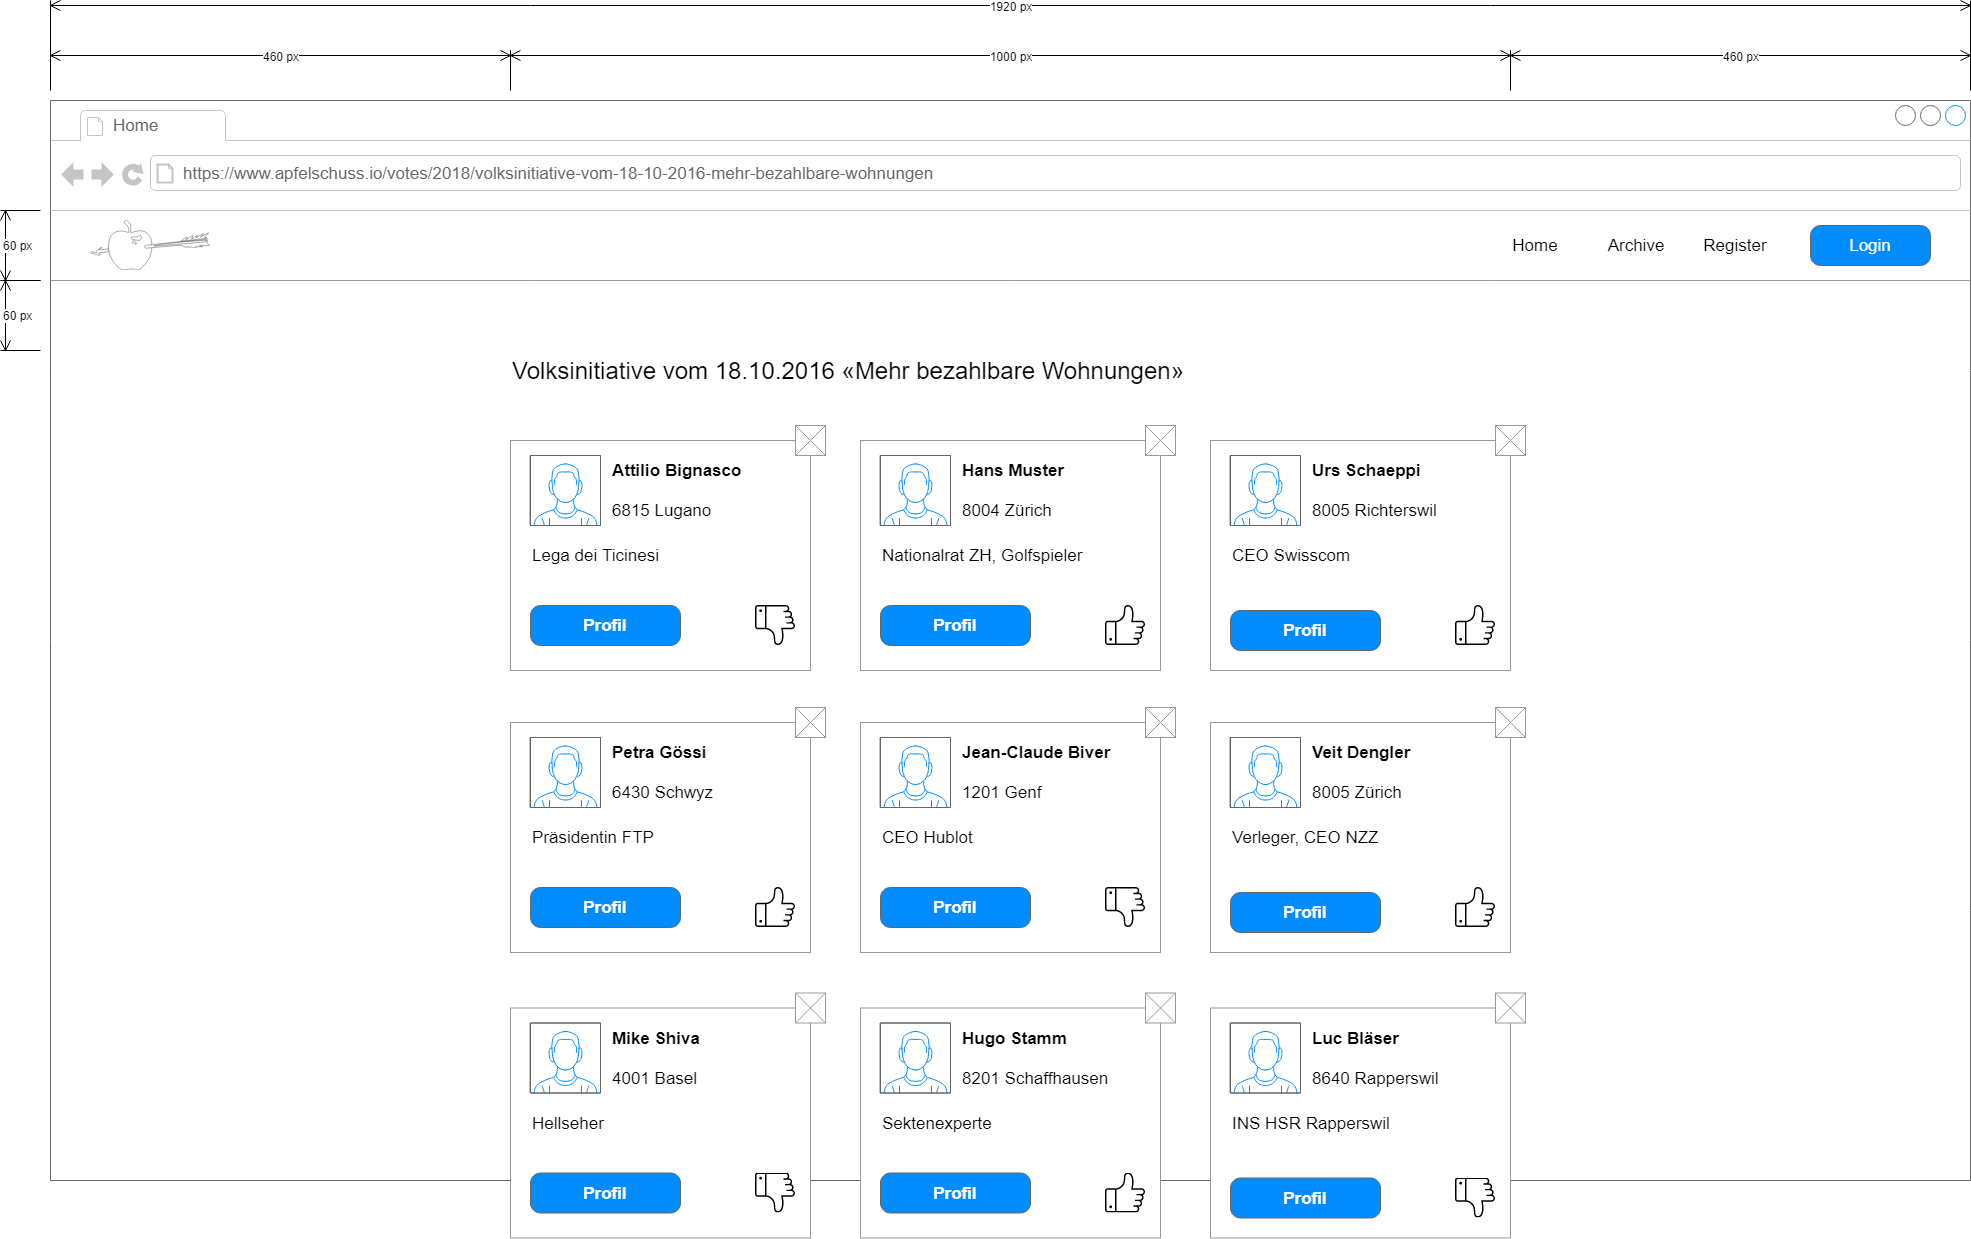 1920 px
460 px
1000 px
460 px
Home
https://www.apfelschuss.io/votes/2018/volksinitiative-vom-18-10-2016-mehr-bezahlbare-wohnungen
60 px
Home
Archive
Register
Login
60 px
Volksinitiative vom 18.10.2016 «Mehr bezahlbare Wohnungen»
Attilio Bignasco
6815 Lugano
Lega dei Ticinesi
Profil
Hans Muster
8004 Zürich
Nationalrat ZH, Golfspieler
Profil
Urs Schaeppi
8005 Richterswil
CEO Swisscom
Profil
Petra Gössi
6430 Schwyz
Präsidentin FTP
Profil
Jean-Claude Biver
1201 Genf
CEO Hublot
Profil
Veit Dengler
8005 Zürich
Verleger, CEO NZZ
Profil
Mike Shiva
4001 Basel
Hellseher
Profil
Hugo Stamm
8201 Schaffhausen
Sektenexperte
Profil
Luc Bläser
8640 Rapperswil
INS HSR Rapperswil
Profil